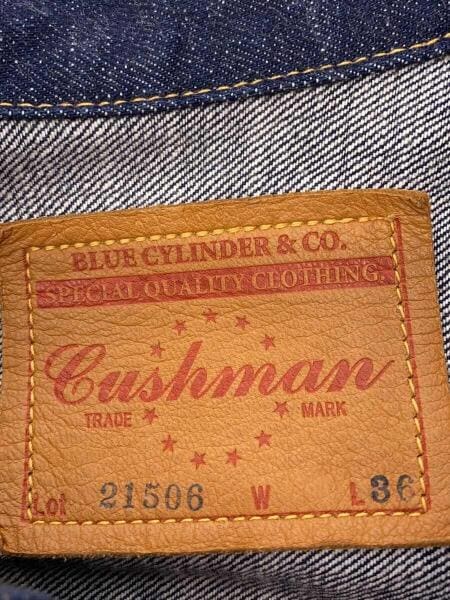 BLUE CYLINDER & CO.
SPECIAL QUALITY CLOTHING.
Cushman
TRADE MARK
Lot 21506 W L36